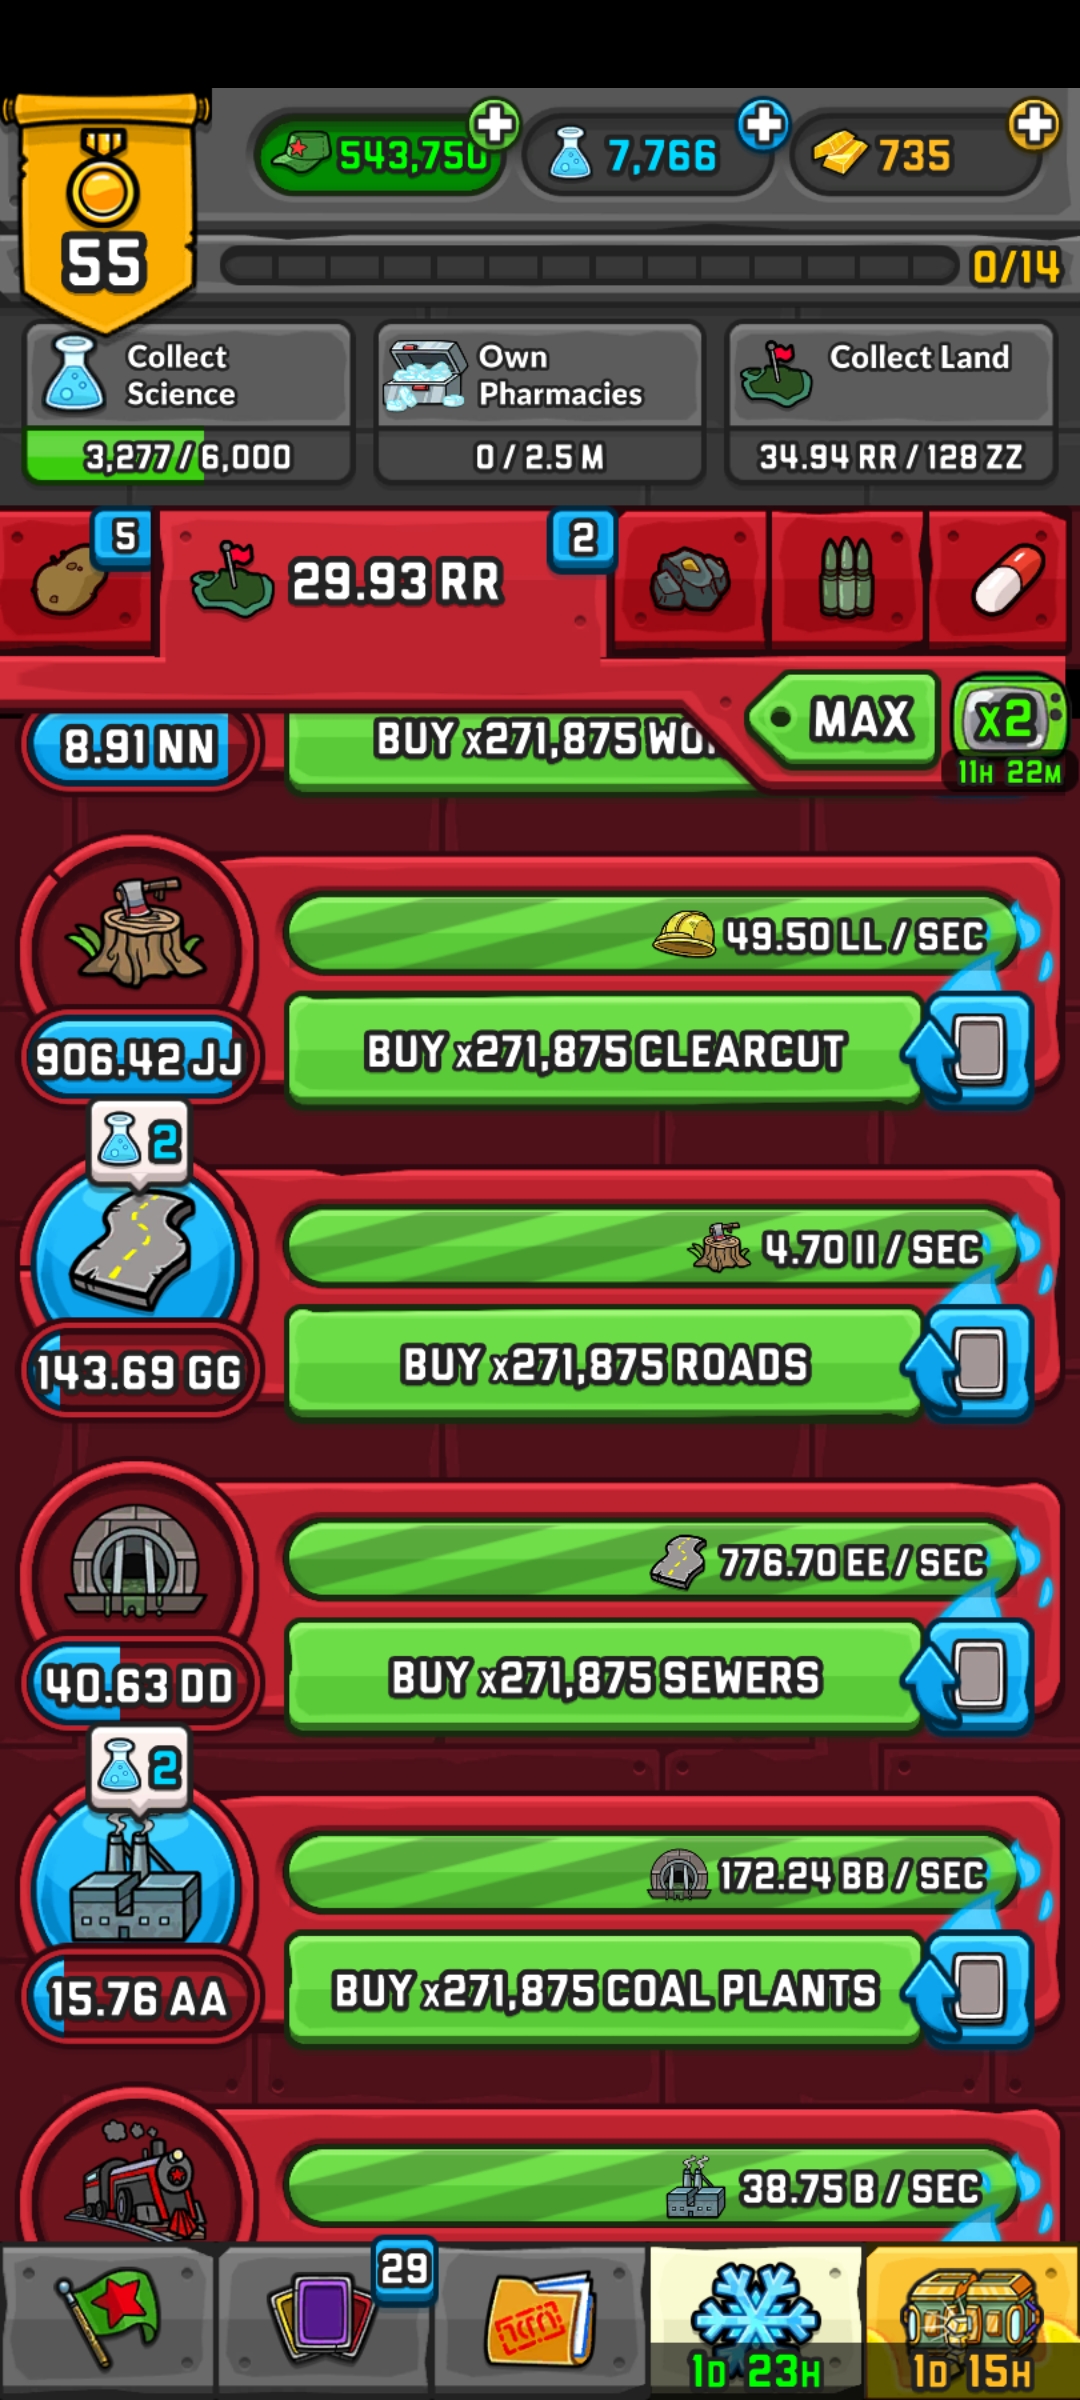 55
543,750
7,766
735
0/14
Collect
Science
3,277 / 6,000
Own
Pharmacies
0 / 2.5 M
Collect Land
34.94 RR / 128 ZZ
5
29.93 RR
2
MAX
x2
11H 22M
8.91 NN
BUY x271,875
49.50 LL / SEC
906.42 JJ
BUY x271,875 CLEARCUT
2
4.70 II / SEC
143.69 GG
BUY x271,875 ROADS
776.70 EE / SEC
40.63 DD
BUY x271,875 SEWERS
2
172.24 BB / SEC
15.76 AA
BUY x271,875 COAL PLANTS
38.75 B / SEC
29
1D 23H
1D 15H